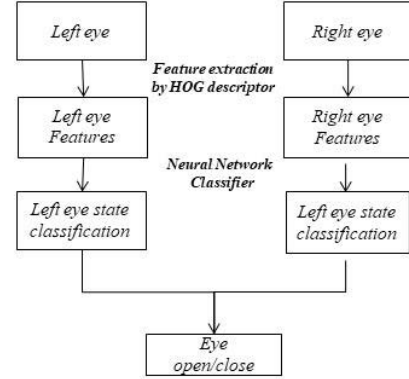 Left eye
Right eye
Feature extraction
by HOG descriptor
Left eye
Features
Right eye
Features
Neural Network
Classifier
Left eye state
classification
Left eye state
classification
Eye
open/close